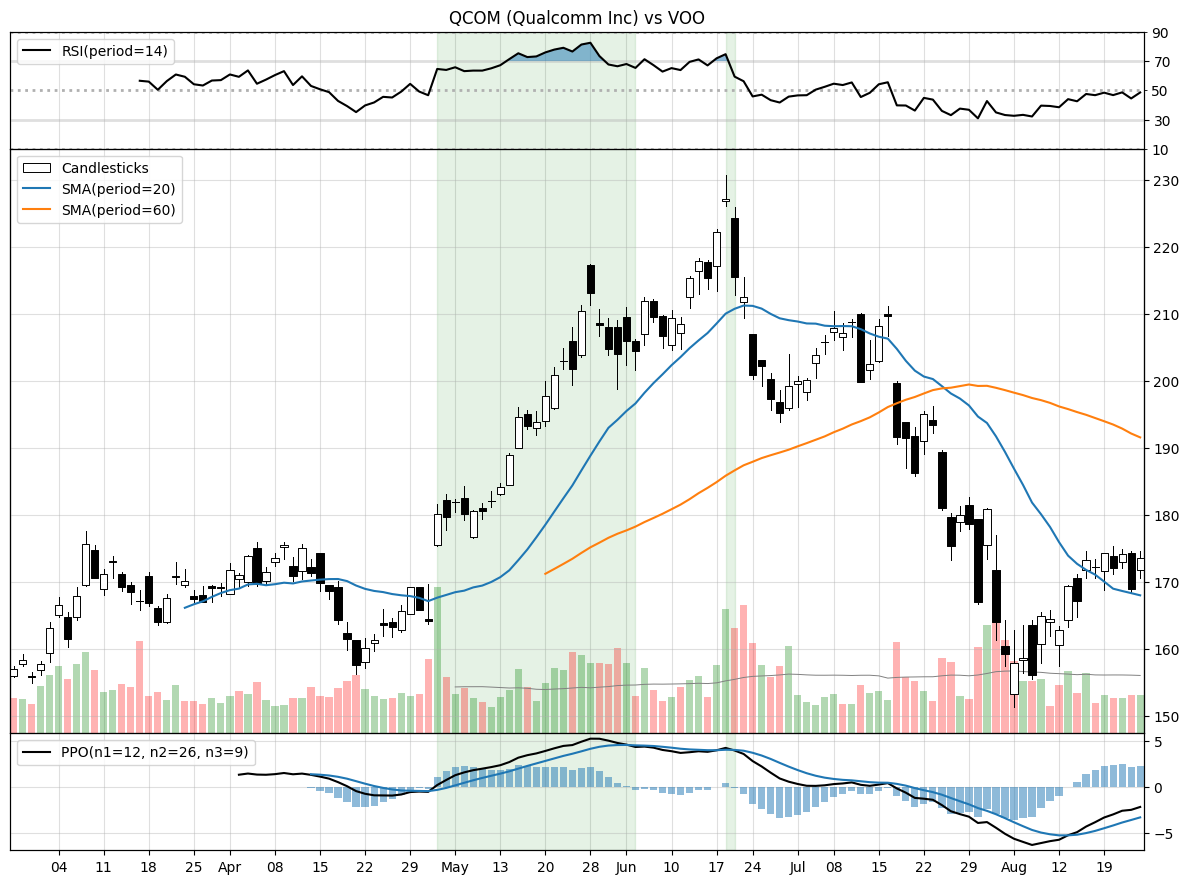 QCOM (Qualcomm Inc) vs VOO
RSI(period=14)
90
70
50
30
10
Candlesticks
SMA(period=20)
SMA(period=60)
230
220
210
200
190
180
170
160
150
PPO(n1=12, n2=26, n3=9)
5
0
−5
04 11 18 25 Apr 08 15 22 29 May 13 20 28 Jun 10 17 24 Jul 08 15 22 29 Aug 12 19